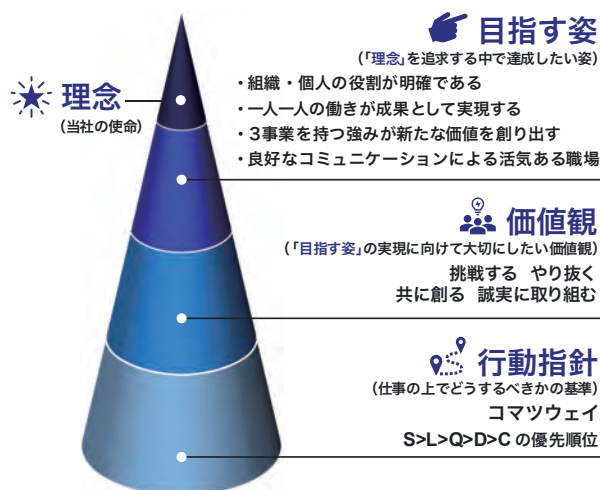 理念
(当社の使命)
目指す姿
(「理念」を追求する中で達成したい姿)
・組織・個人の役割が明確である
・一人一人の働きが成果として実現する
・3事業を持つ強みが新たな価値を創り出す
・良好なコミュニケーションによる活気ある職場
価値観
(「目指す姿」の実現に向けて大切にしたい価値観)
挑戦する やり抜く
共に創る 誠実に取り組む
行動指針
(仕事の上でどうするべきかの基準)
コマツウェイ
S>L>Q>D>C の優先順位